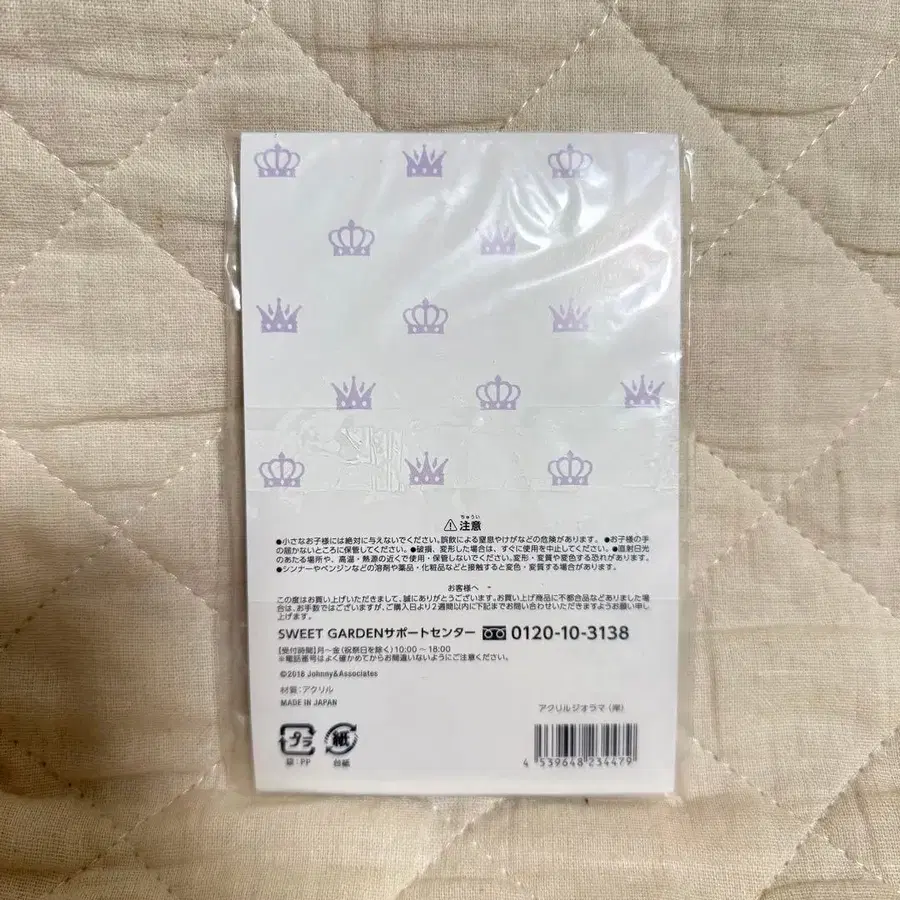 ちゅうい
⚠注意
●小さなお子様には絶対に与えないでください。誤飲による窒息やけがなどの危険があります。 ●お子様の手
の届かないところに保管してください。●破損、変形した場合は、すぐに使用を中止してください。●直射日光
のあたる場所や、高温・熱源の近くで使用・保管しないでください。変形・変質や変色する恐れがあります。
●シンナーやベンジンなどの溶剤や薬品・化粧品などと接触すると変色・変質する場合があります。
お客様へ
この度はお買い上げいただきまして、誠にありがとうございます。お買い上げ商品に不都合品などありました場合
は、お手数ではございますが、ご購入日より2週間以内に下記までお問い合わせいただきますようお願い申し
上げます。
SWEET GARDENサポートセンター 0120-10-3138
【受付時間】月～金(祝祭日を除く)10:00～18:00
※電話番号はよく確かめてからお間違いないようにご注意ください。
©2018 Johnny&Associates
材質:アクリル
MADE IN JAPAN
アクリルジオラマ(岸)
プラ 紙
袋:PP 台紙
4 539648 234479